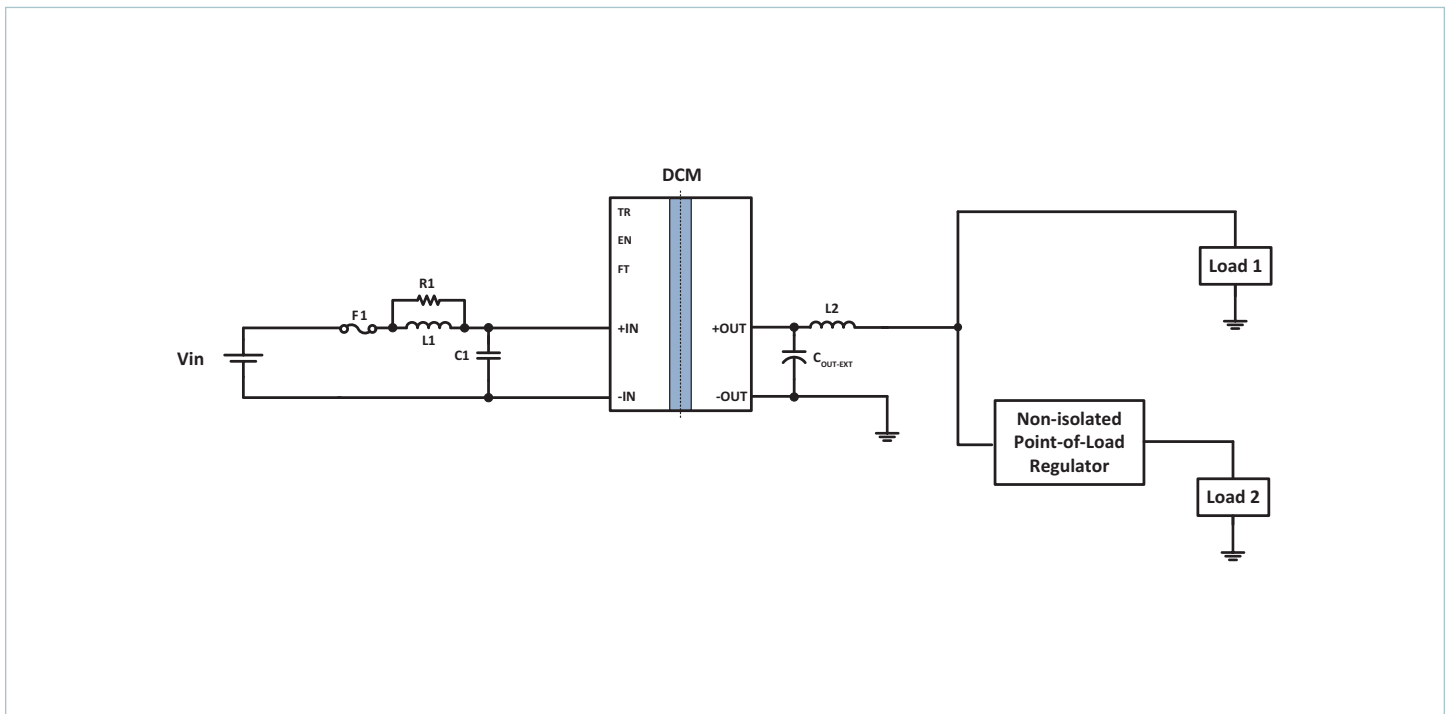 DCM
TR
EN
FT
Load 1
R1
F1
L1
L2
+IN
+OUT
Vin
C1
COUT-EXT
-IN
-OUT
Non-isolated
Point-of-Load
Regulator
Load 2